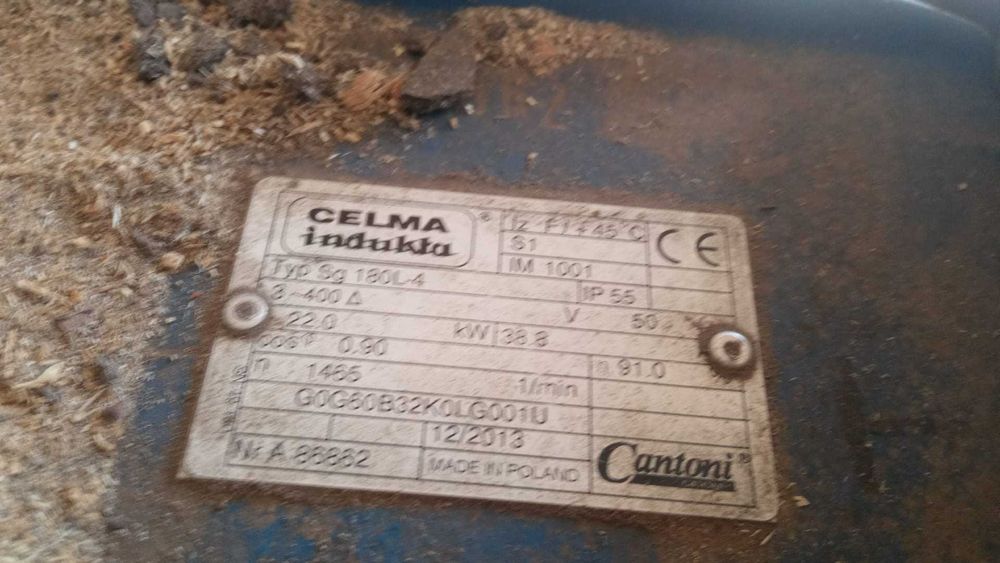 CELMA ®
indukta
Iz F / + 45°C
S1
IM 1001
CE
Typ Sg 180L-4
IP 55
3~400 Δ V 50
22.0 kW 38.8
cos φ 0.90
η 91.0
n 1465 1/min
G0G60B32K0LG001U
12/2013
Nr A 86862
MADE IN POLAND
Cantoni ®